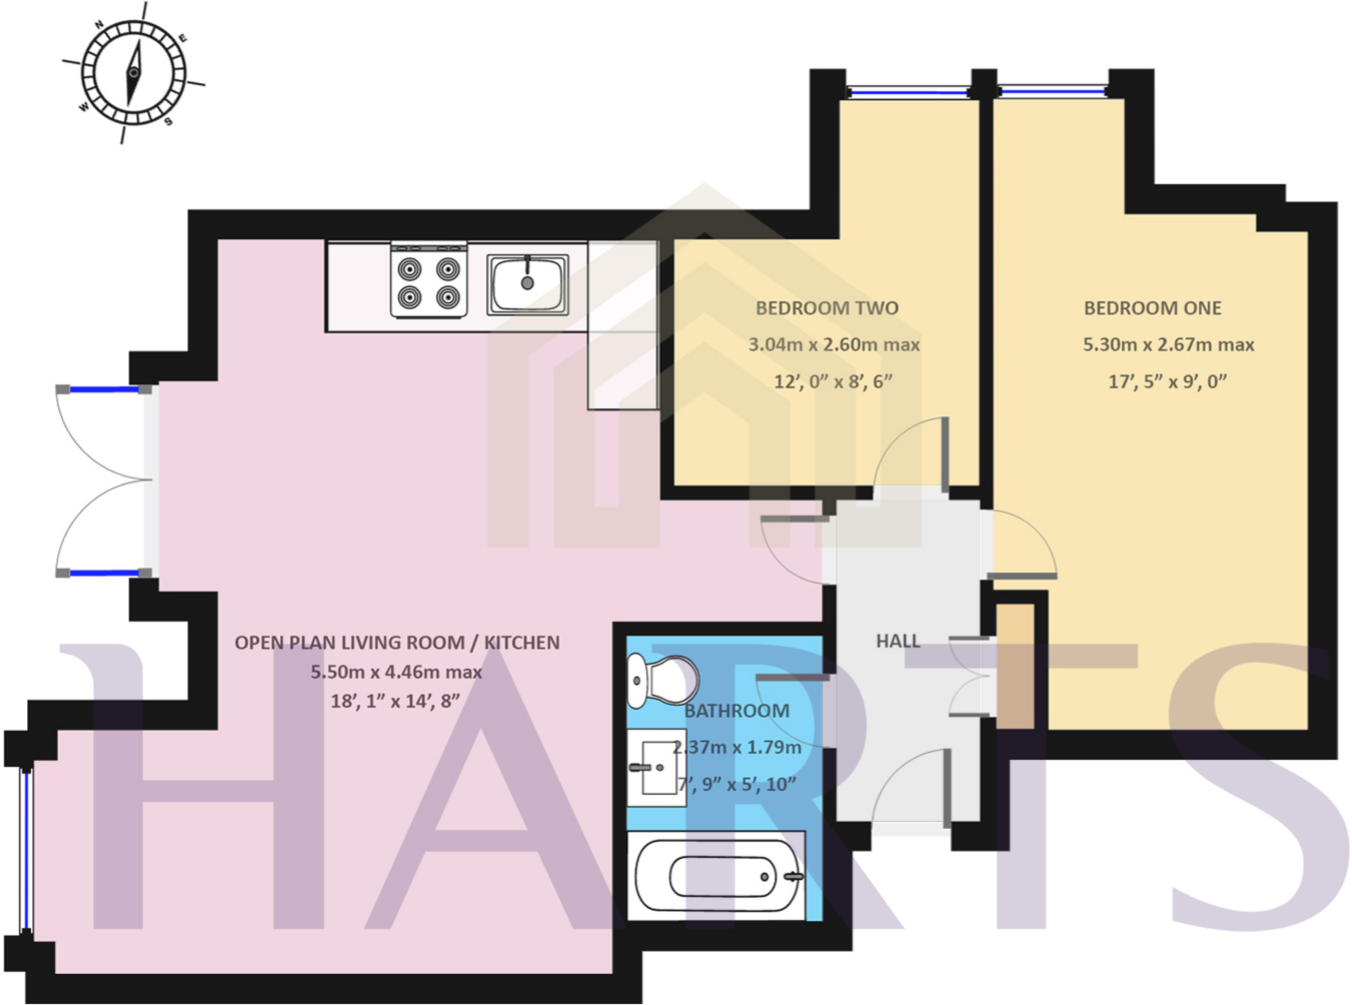 N
E
W
S
BEDROOM TWO
3.04m x 2.60m max
12’, 0” x 8’, 6”
BEDROOM ONE
5.30m x 2.67m max
17’, 5” x 9’, 0”
OPEN PLAN LIVING ROOM / KITCHEN
5.50m x 4.46m max
18’, 1” x 14’, 8”
HALL
BATHROOM
2.37m x 1.79m
7’, 9” x 5’, 10”
HARTS